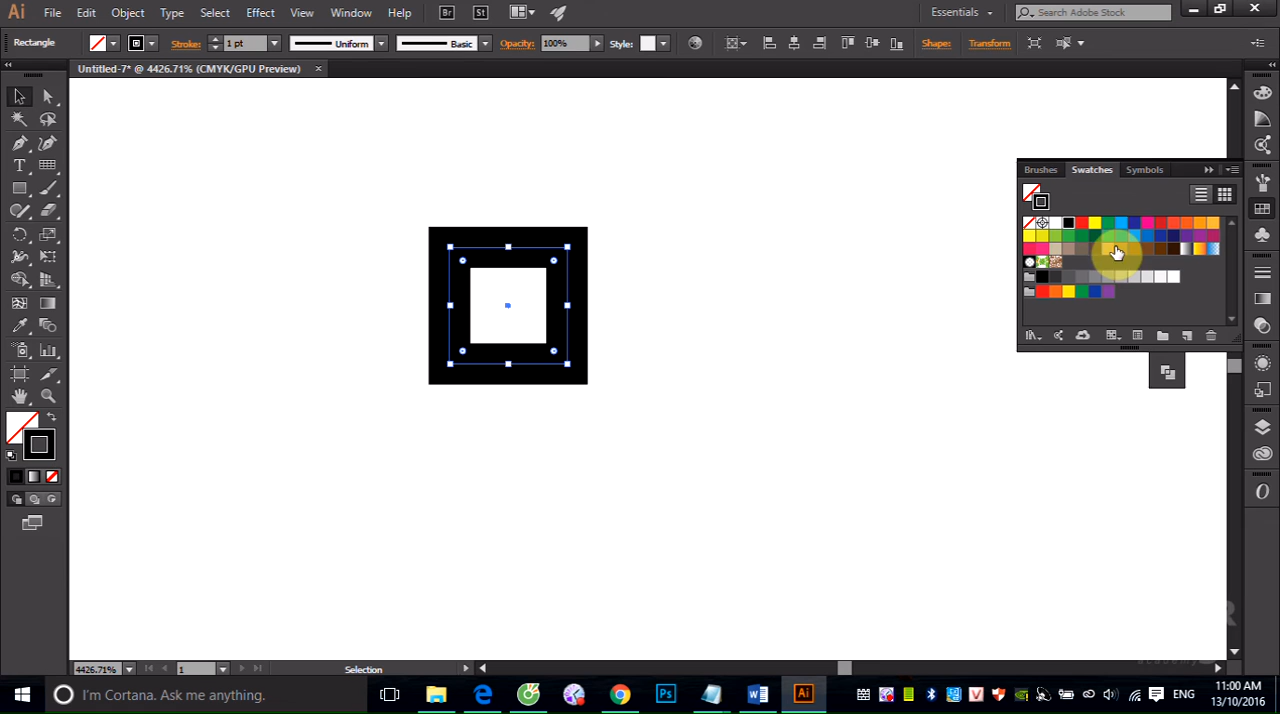 Ai File Edit Object Type Select Effect View Window Help Br St Essentials Search Adobe Stock
Rectangle Stroke: 1 pt Uniform Basic Opacity: 100% Style: Shape: Transform
Untitled-7* @ 4426.71% (CMYK/GPU Preview)
Brushes Swatches Symbols
4426.71% 1 Selection
academy
I'm Cortana. Ask me anything. Ps Ai ENG 11:00 AM
13/10/2016